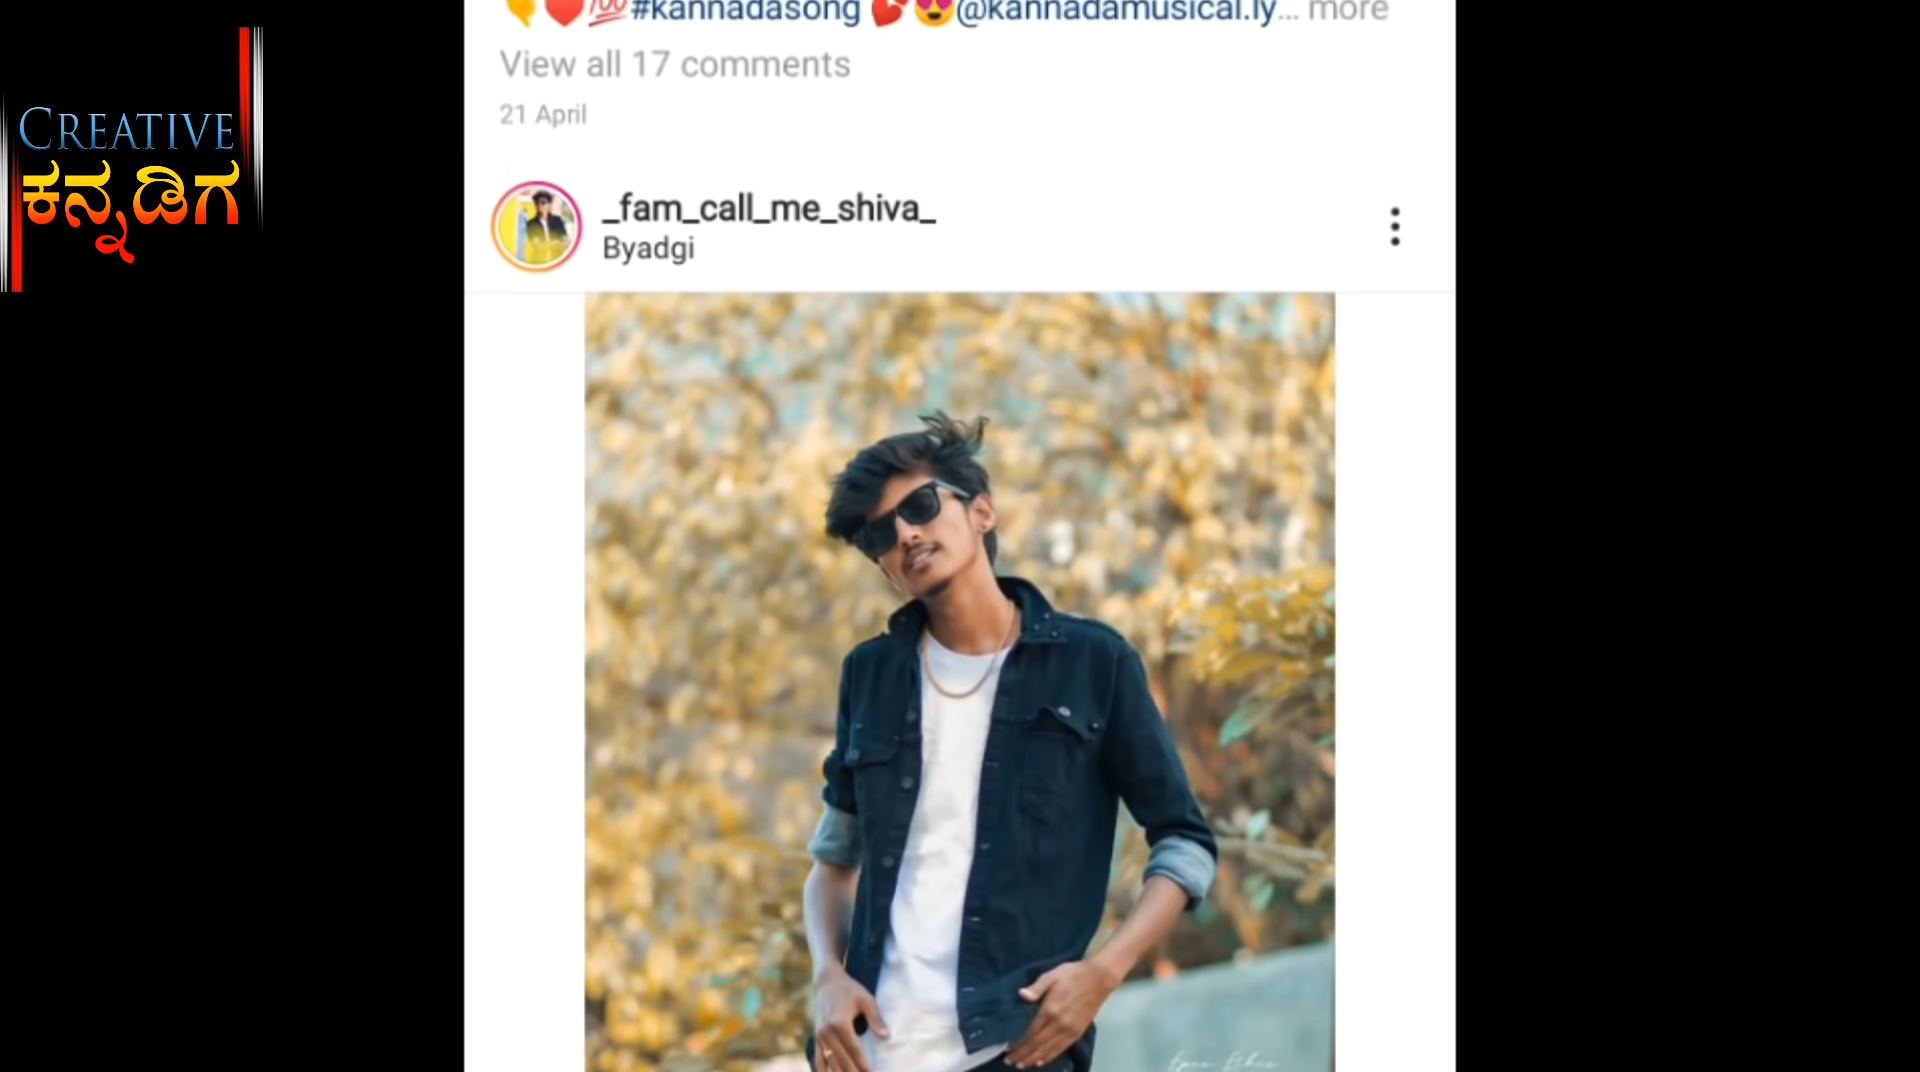 #kannadasong @kannadamusical.ly... more
View all 17 comments
21 April
CREATIVE
ಕನ್ನಡಿಗ
_fam_call_me_shiva_
Byadgi